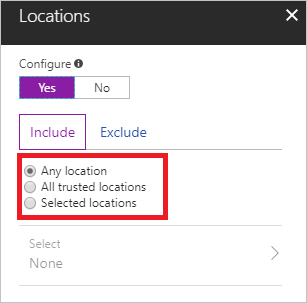 Locations
Configure
Yes No
Include Exclude
Any location
All trusted locations
Selected locations
Select
None